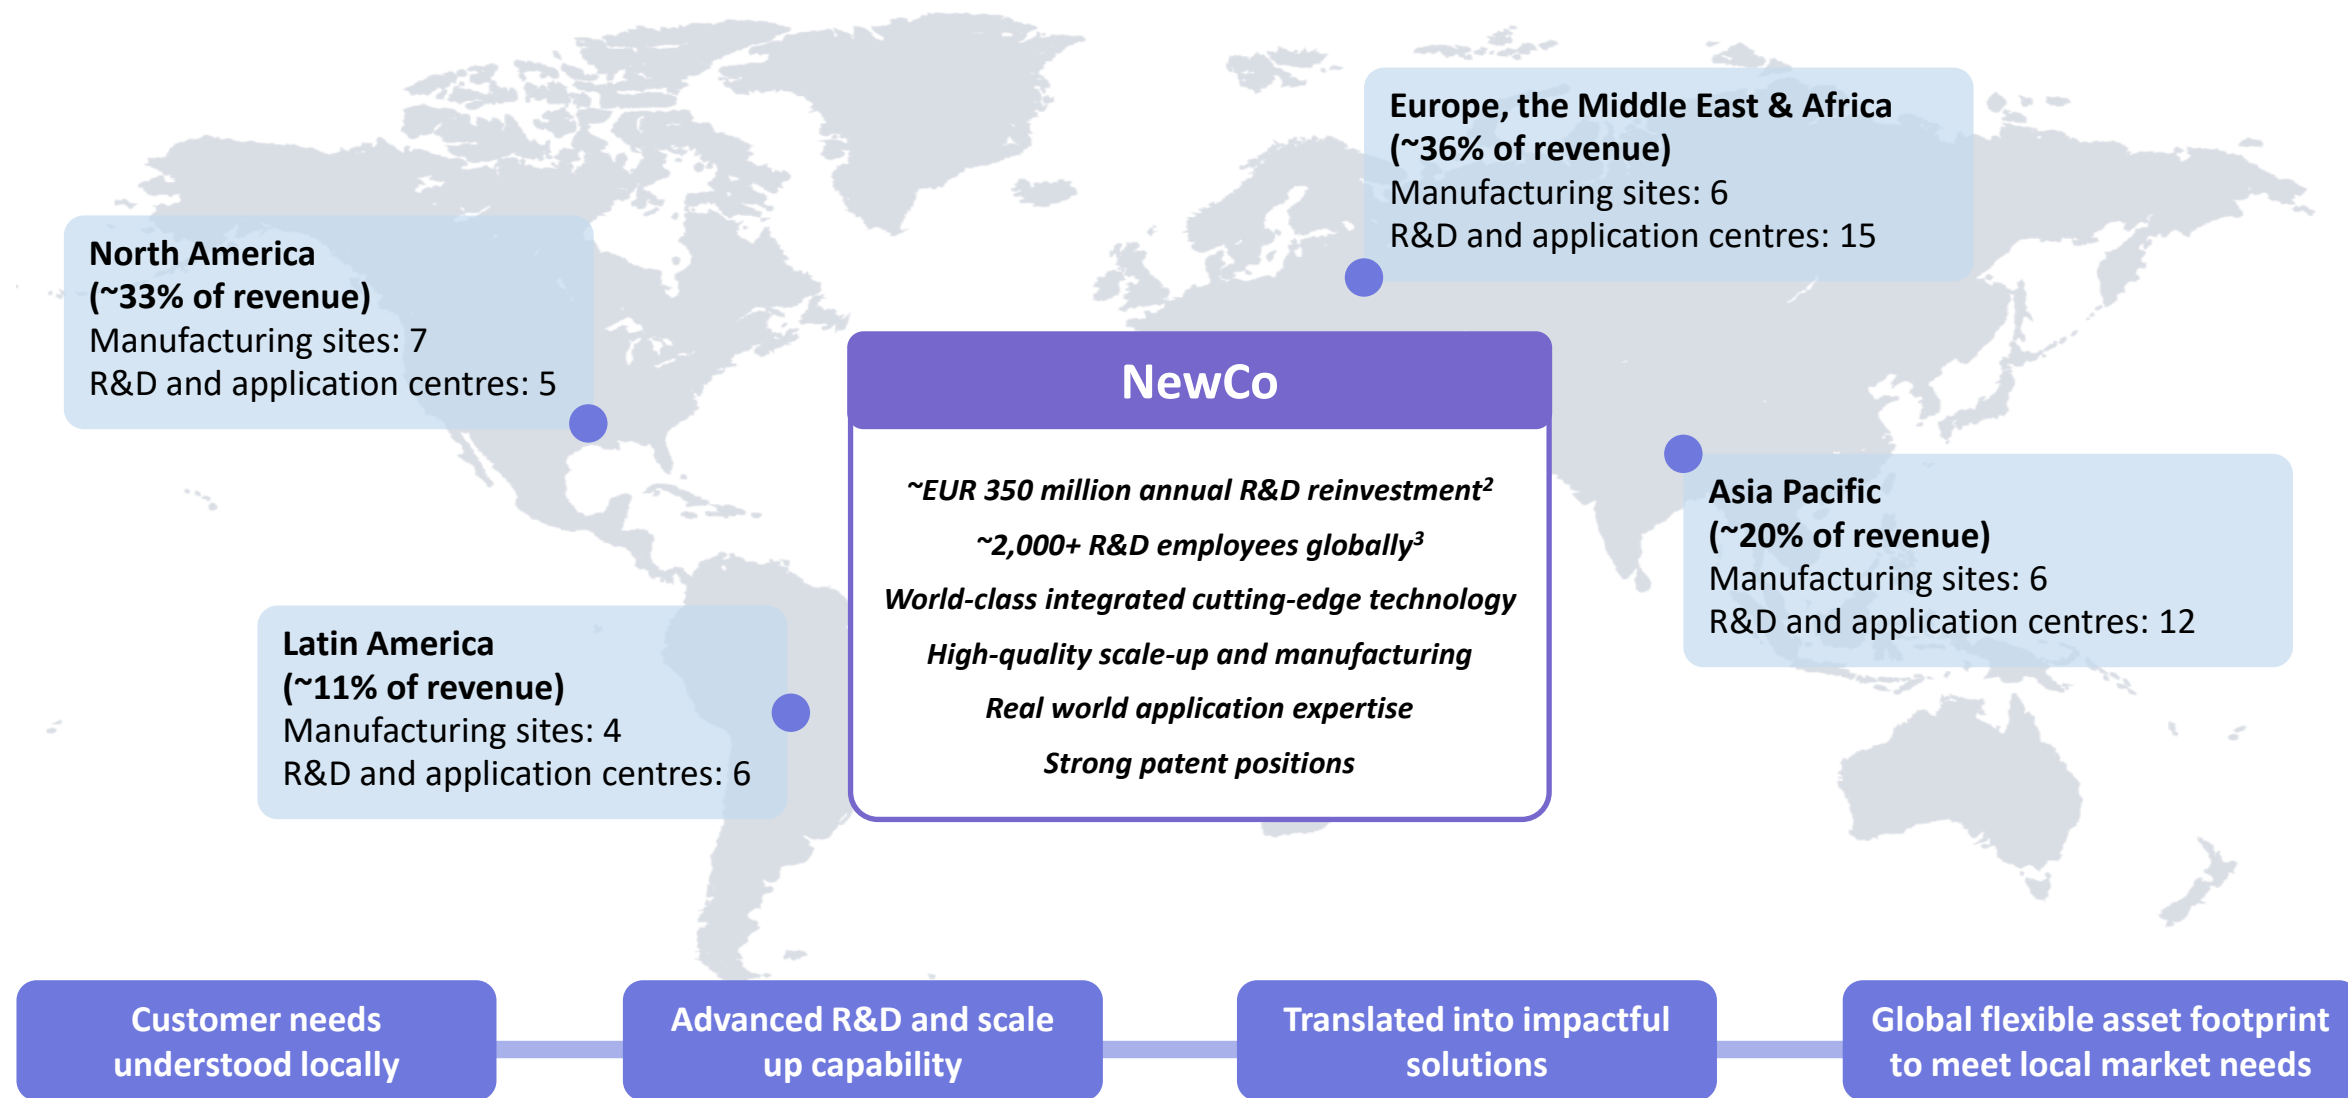 Europe, the Middle East & Africa
(~36% of revenue)
Manufacturing sites: 6
R&D and application centres: 15
North America
(~33% of revenue)
Manufacturing sites: 7
R&D and application centres: 5
NewCo
~EUR 350 million annual R&D reinvestment²
~2,000+ R&D employees globally³
World-class integrated cutting-edge technology
High-quality scale-up and manufacturing
Real world application expertise
Strong patent positions
Asia Pacific
(~20% of revenue)
Manufacturing sites: 6
R&D and application centres: 12
Latin America
(~11% of revenue)
Manufacturing sites: 4
R&D and application centres: 6
Customer needs
understood locally
Advanced R&D and scale
up capability
Translated into impactful
solutions
Global flexible asset footprint
to meet local market needs